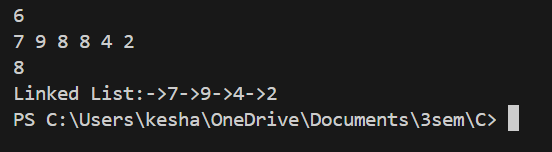 6
7 9 8 8 4 2
8
Linked List:->7->9->4->2
PS C:\Users\kesha\OneDrive\Documents\3sem\C>